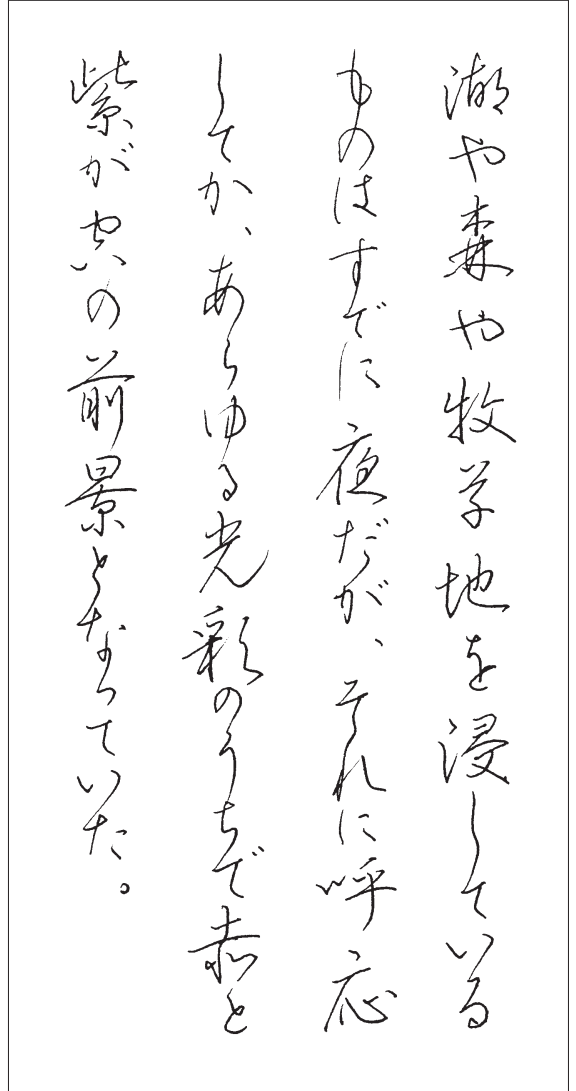 湖や森や牧草地を浸している
ものはすでに夜だが、それに呼応
してか、あらゆる光彩のうちで赤と
紫が空の前景となっていた。